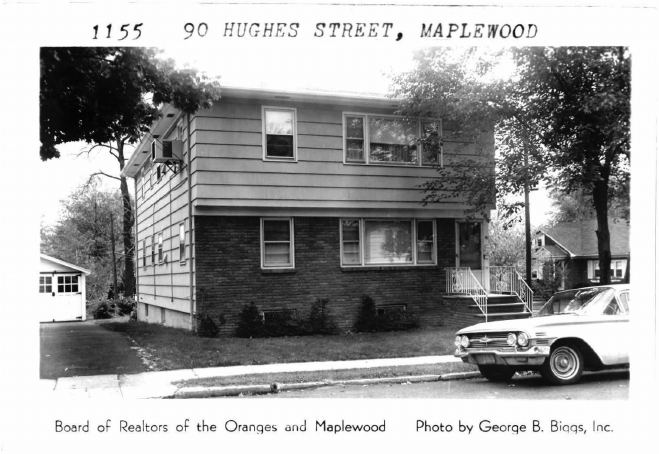 1155 90 HUGHES STREET, MAPLEWOOD
Board of Realtors of the Oranges and Maplewood Photo by George B. Biggs, Inc.